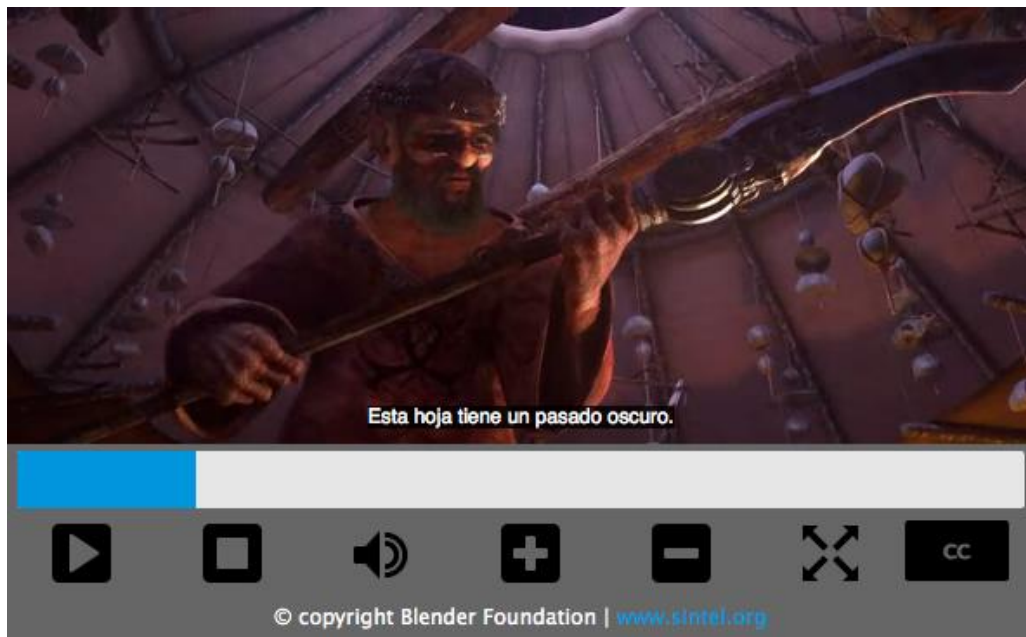 Esta hoja tiene un pasado oscuro.
CC
© copyright Blender Foundation | www.sintel.org